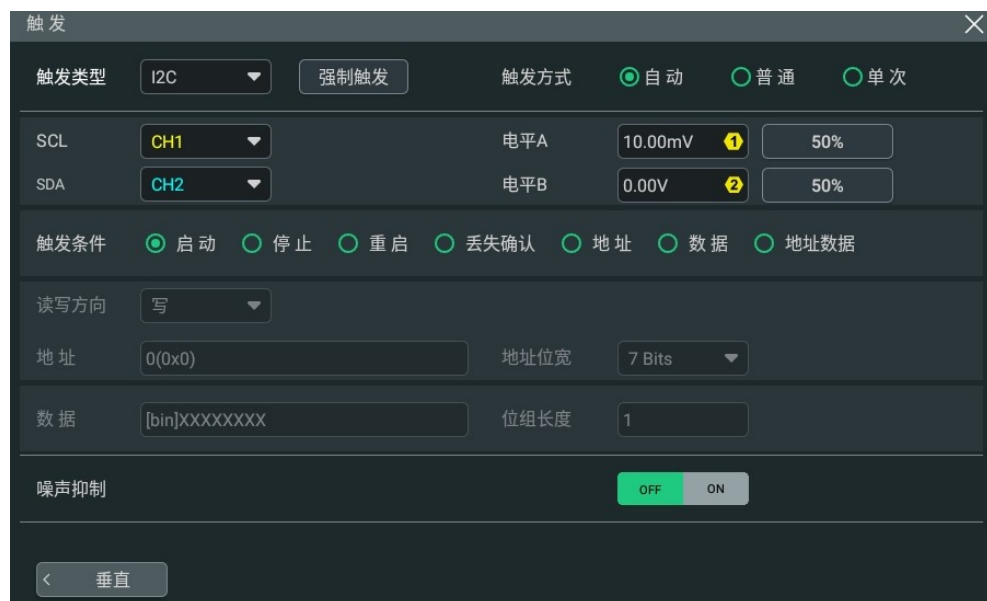 触发
触发类型 I2C 强制触发 触发方式 自动 普通 单次
SCL CH1 电平A 10.00mV 1 50%
SDA CH2 电平B 0.00V 2 50%
触发条件 启动 停止 重启 丢失确认 地址 数据 地址数据
读写方向 写
地址 0(0x0) 地址位宽 7 Bits
数据 [bin]XXXXXXXX 位组长度 1
噪声抑制 OFF ON
< 垂直